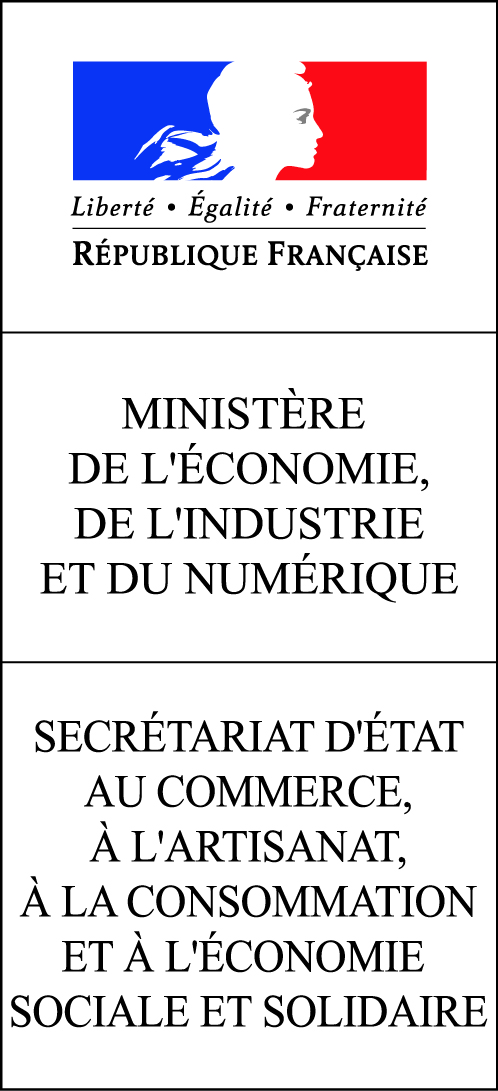 Liberté • Égalité • Fraternité
RÉPUBLIQUE FRANÇAISE
MINISTÈRE
DE L'ÉCONOMIE,
DE L'INDUSTRIE
ET DU NUMÉRIQUE
SECRÉTARIAT D'ÉTAT
AU COMMERCE,
À L'ARTISANAT,
À LA CONSOMMATION
ET À L'ÉCONOMIE
SOCIALE ET SOLIDAIRE